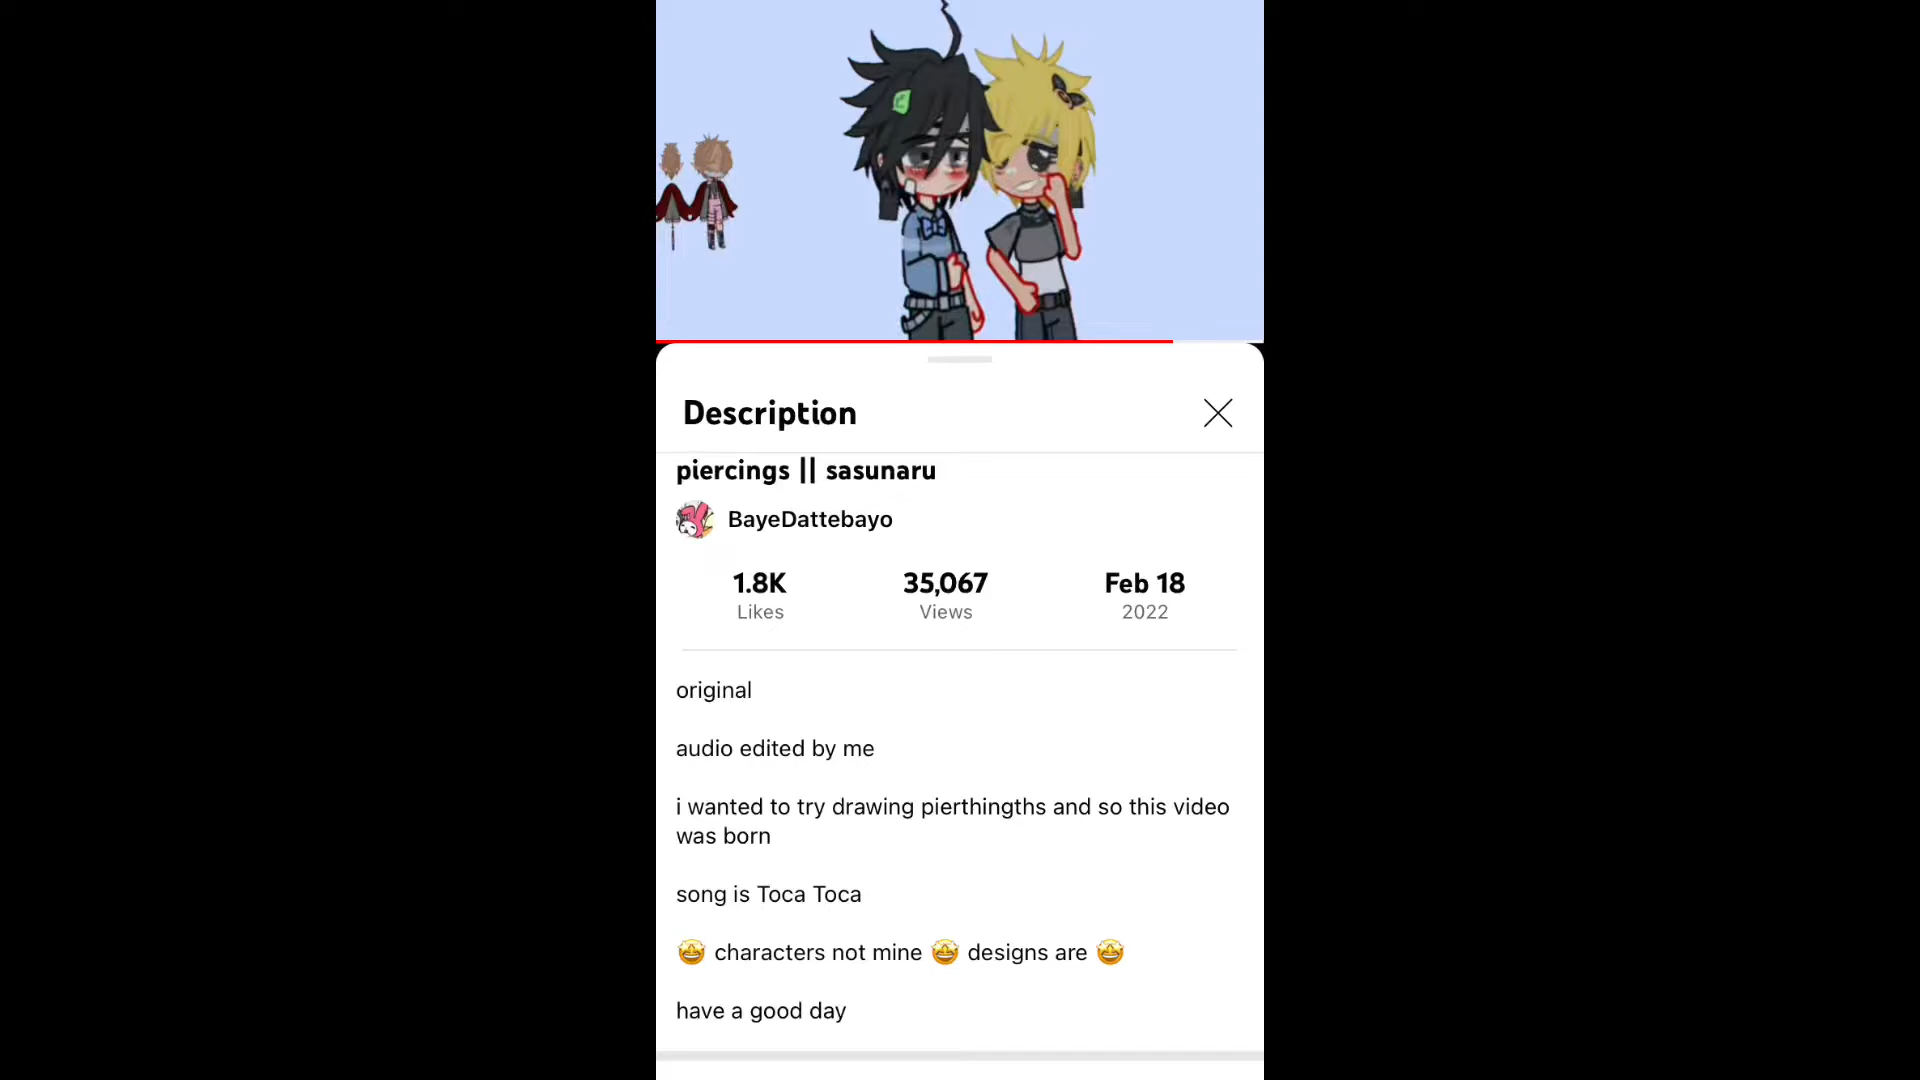 Description
piercings || sasunaru
BayeDattebayo
1.8K
Likes
35,067
Views
Feb 18
2022
original
audio edited by me
i wanted to try drawing pierthingths and so this video
was born
song is Toca Toca
🤩 characters not mine 🤩 designs are 🤩
have a good day